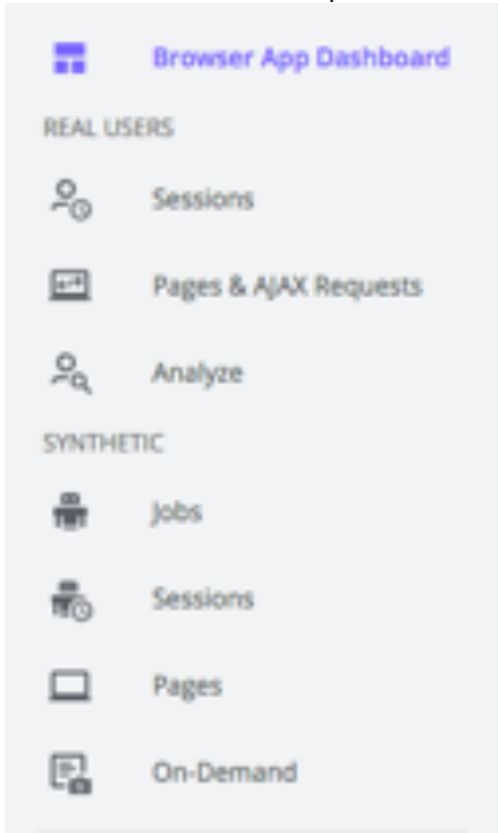 Browser App Dashboard
REAL USERS
Sessions
Pages & AJAX Requests
Analyze
SYNTHETIC
Jobs
Sessions
Pages
On-Demand